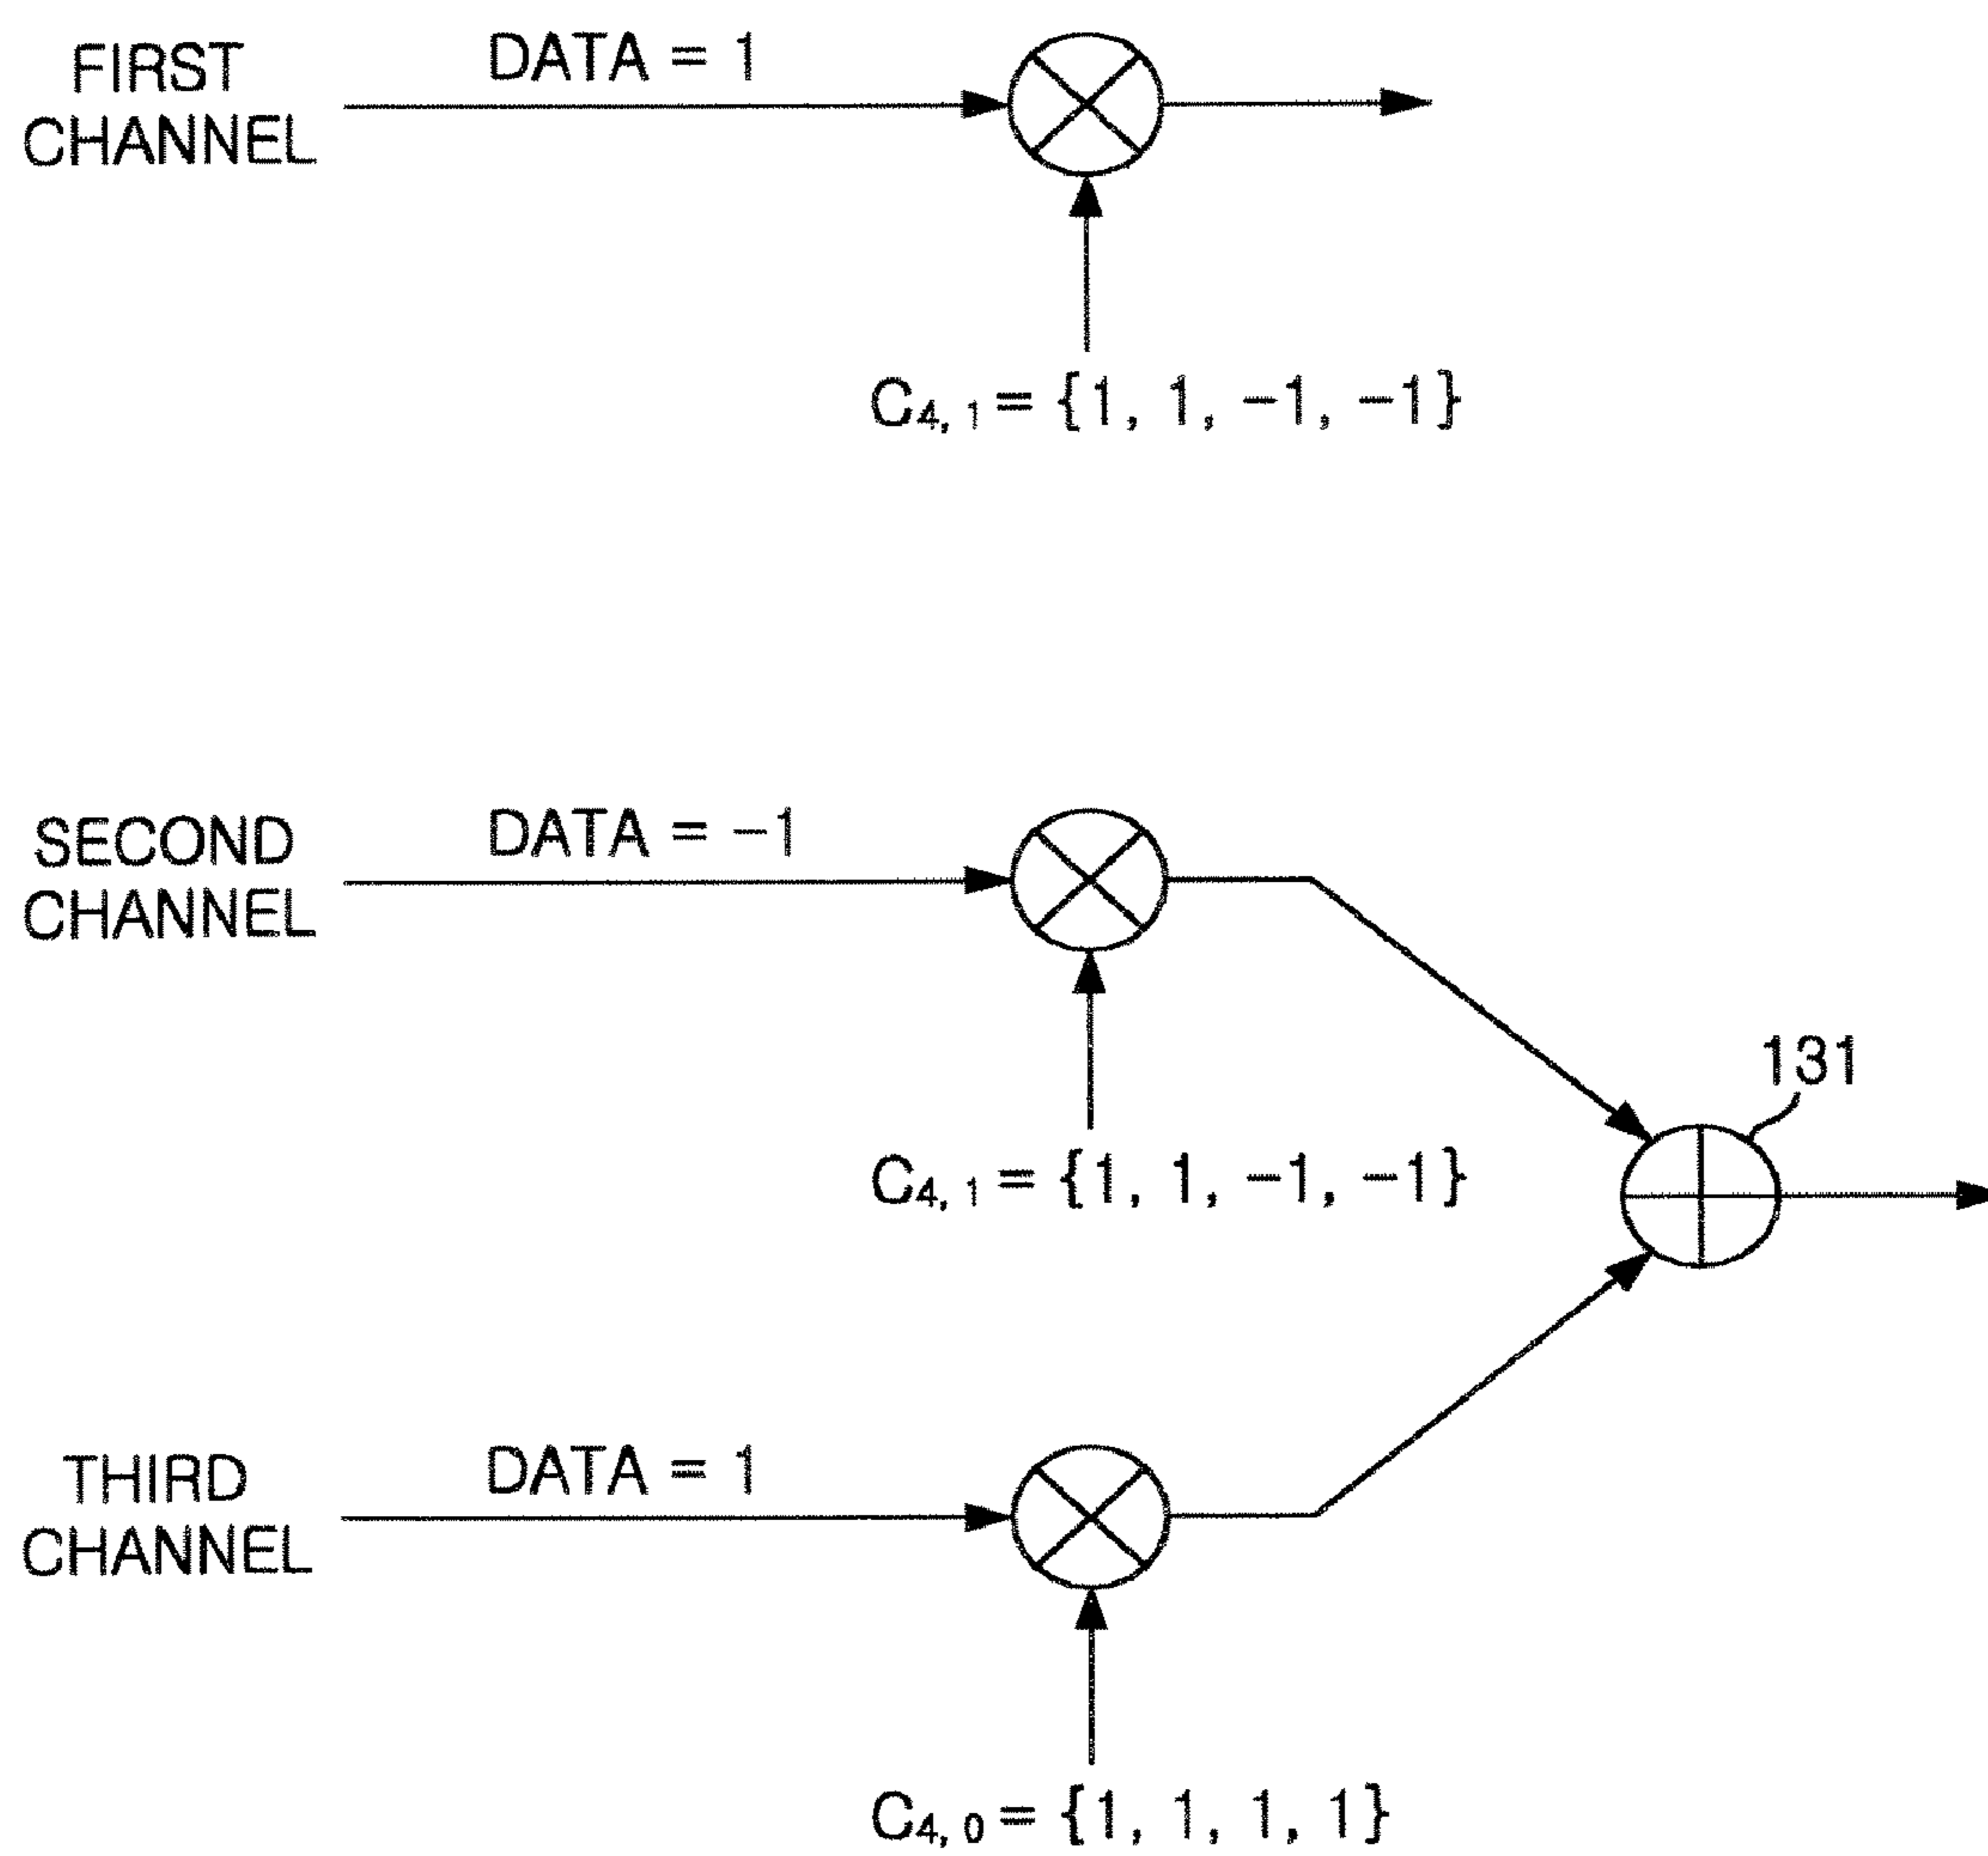 FIRST
CHANNEL
DATA = 1
C4, 1 = {1, 1, −1, −1}
SECOND
CHANNEL
DATA = −1
C4, 1 = {1, 1, −1, −1}
131
THIRD
CHANNEL
DATA = 1
C4, 0 = {1, 1, 1, 1}